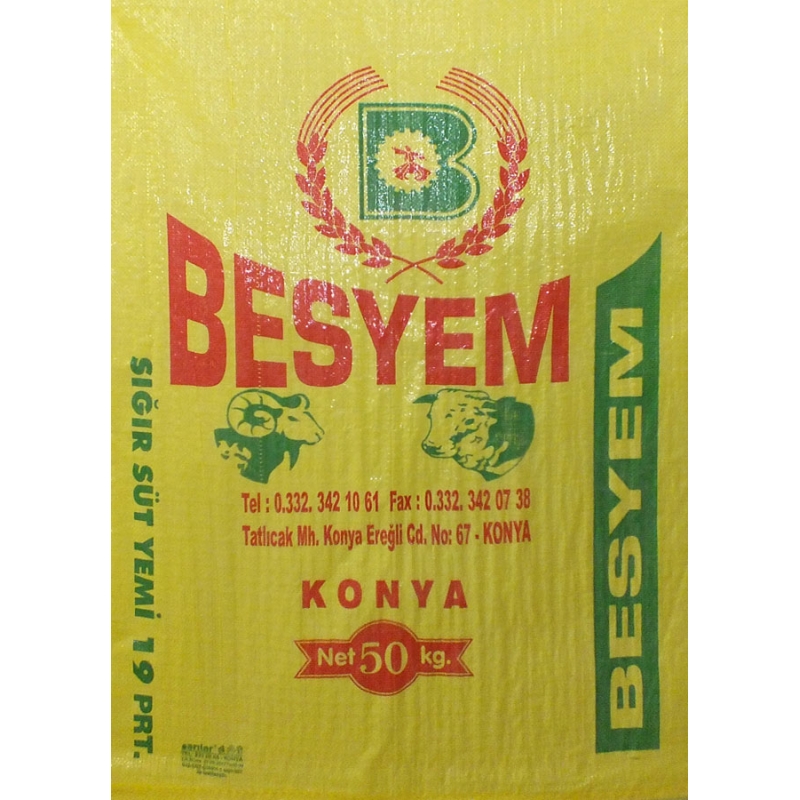 B
BESYEM
Tel : 0.332. 342 10 61 Fax : 0.332. 342 07 38
Tatlıcak Mh. Konya Ereğli Cd. No: 67 - KONYA
KONYA
Net 50 kg.
SIĞIR SÜT YEMİ 19 PRT.
BESYEM